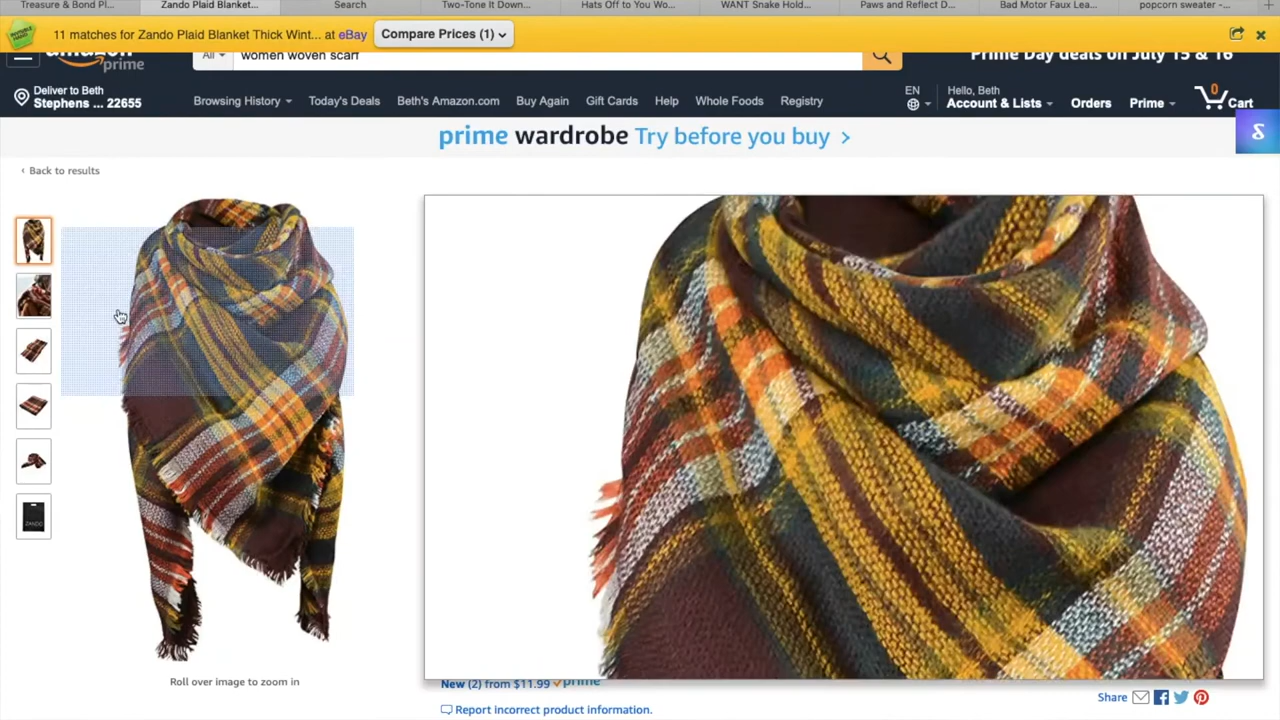 Treasure & Bond Pl...
Zando Plaid Blanket...
Search
Two-Tone It Down...
Hats Off to You Wo...
WANT Snake Hold...
Paws and Reflect D...
Bad Motor Faux Lea...
popcorn sweater -...
11 matches for Zando Plaid Blanket Thick Wint... at eBay
Compare Prices (1)
amazon prime
All
women woven scarf
Prime Day deals on July 15 & 16
Deliver to Beth
Stephens ... 22655
Browsing History
Today's Deals
Beth's Amazon.com
Buy Again
Gift Cards
Help
Whole Foods
Registry
EN
Hello, Beth
Account & Lists
Orders
Prime
0
Cart
prime wardrobe Try before you buy >
‹ Back to results
ZANDO
Roll over image to zoom in
New (2) from $11.99 prime
Report incorrect product information.
Share